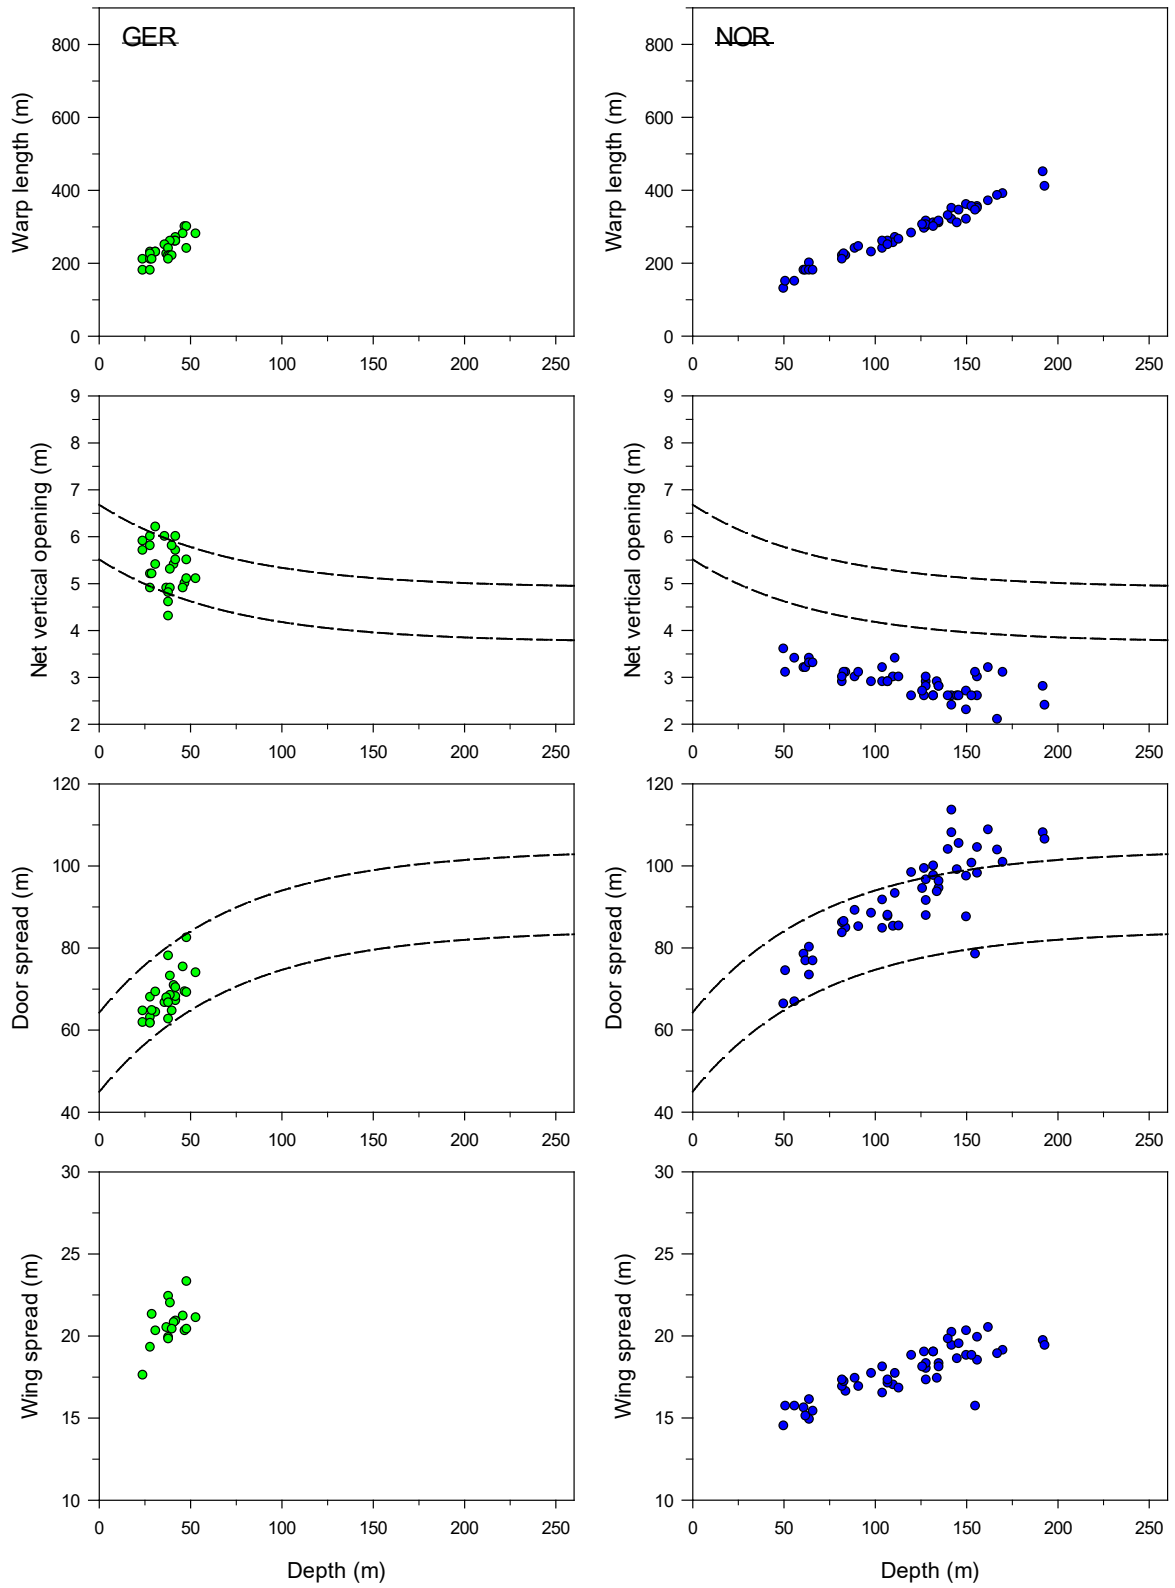 GER
NOR
Warp length (m)
800
600
400
200
0
0 50 100 150 200 250
Warp length (m)
800
600
400
200
0
0 50 100 150 200 250
Net vertical opening (m)
9
8
7
6
5
4
3
2
0 50 100 150 200 250
Net vertical opening (m)
9
8
7
6
5
4
3
2
0 50 100 150 200 250
Door spread (m)
120
100
80
60
40
0 50 100 150 200 250
Door spread (m)
120
100
80
60
40
0 50 100 150 200 250
Wing spread (m)
30
25
20
15
10
0 50 100 150 200 250
Depth (m)
Wing spread (m)
30
25
20
15
10
0 50 100 150 200 250
Depth (m)